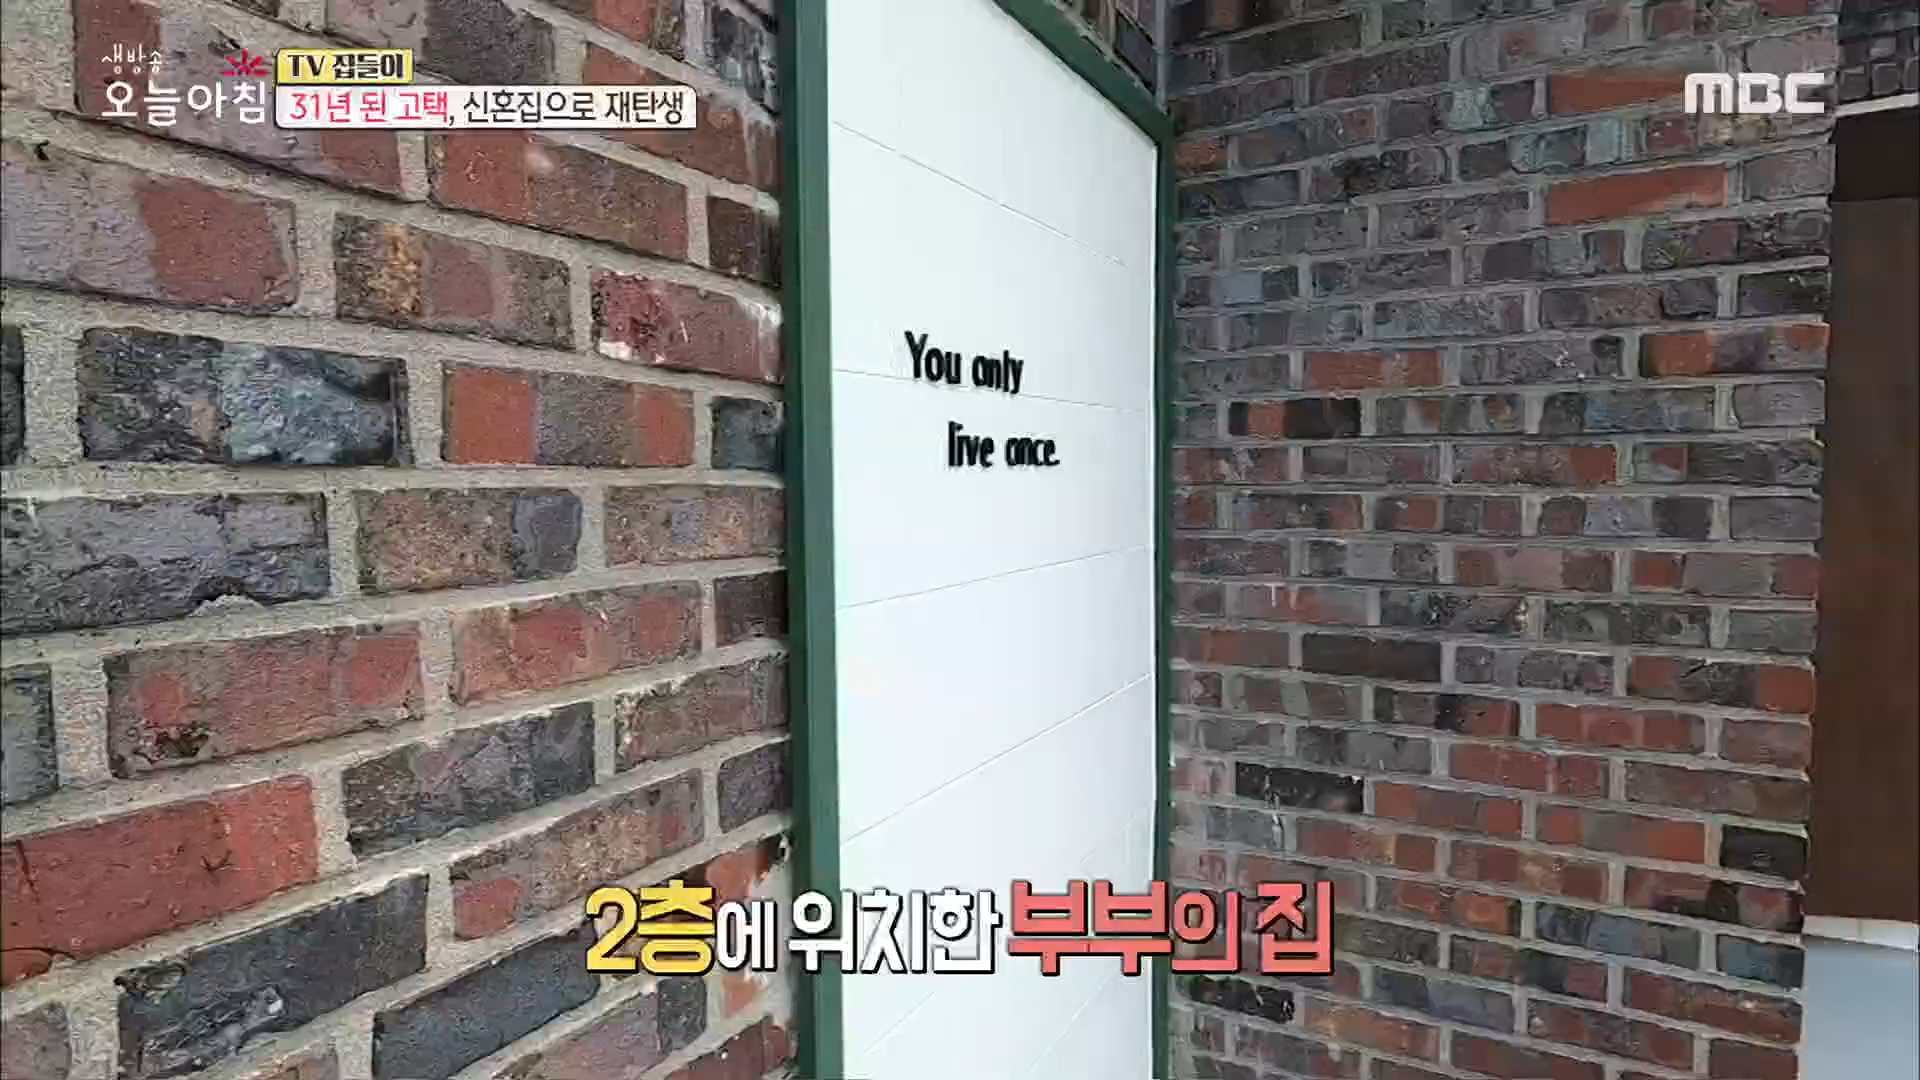 생방송
오늘아침
TV 집들이
31년 된 고택, 신혼집으로 재탄생
MBC
You only
live once.
2층에 위치한 부부의 집